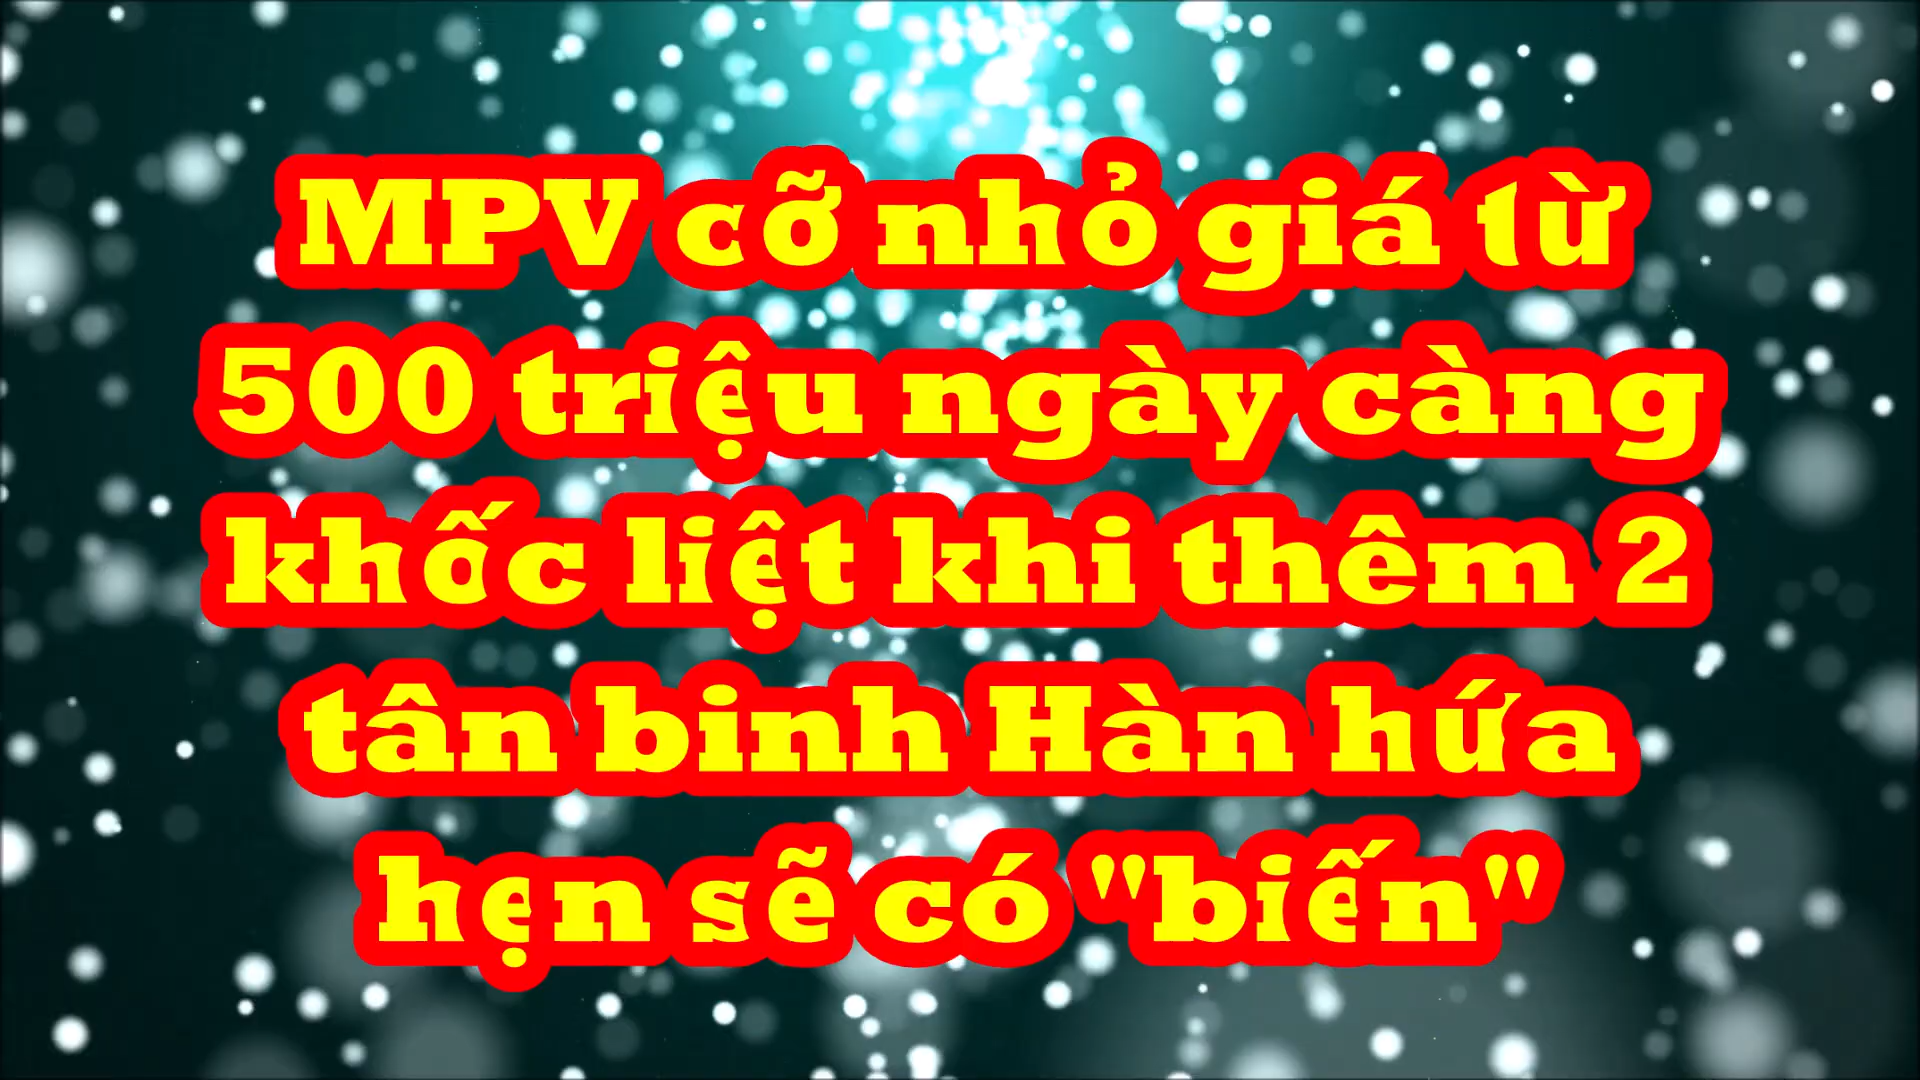 MPV cỡ nhỏ giá từ
500 triệu ngày càng
khốc liệt khi thêm 2
tân binh Hàn hứa
hẹn sẽ có "biến"